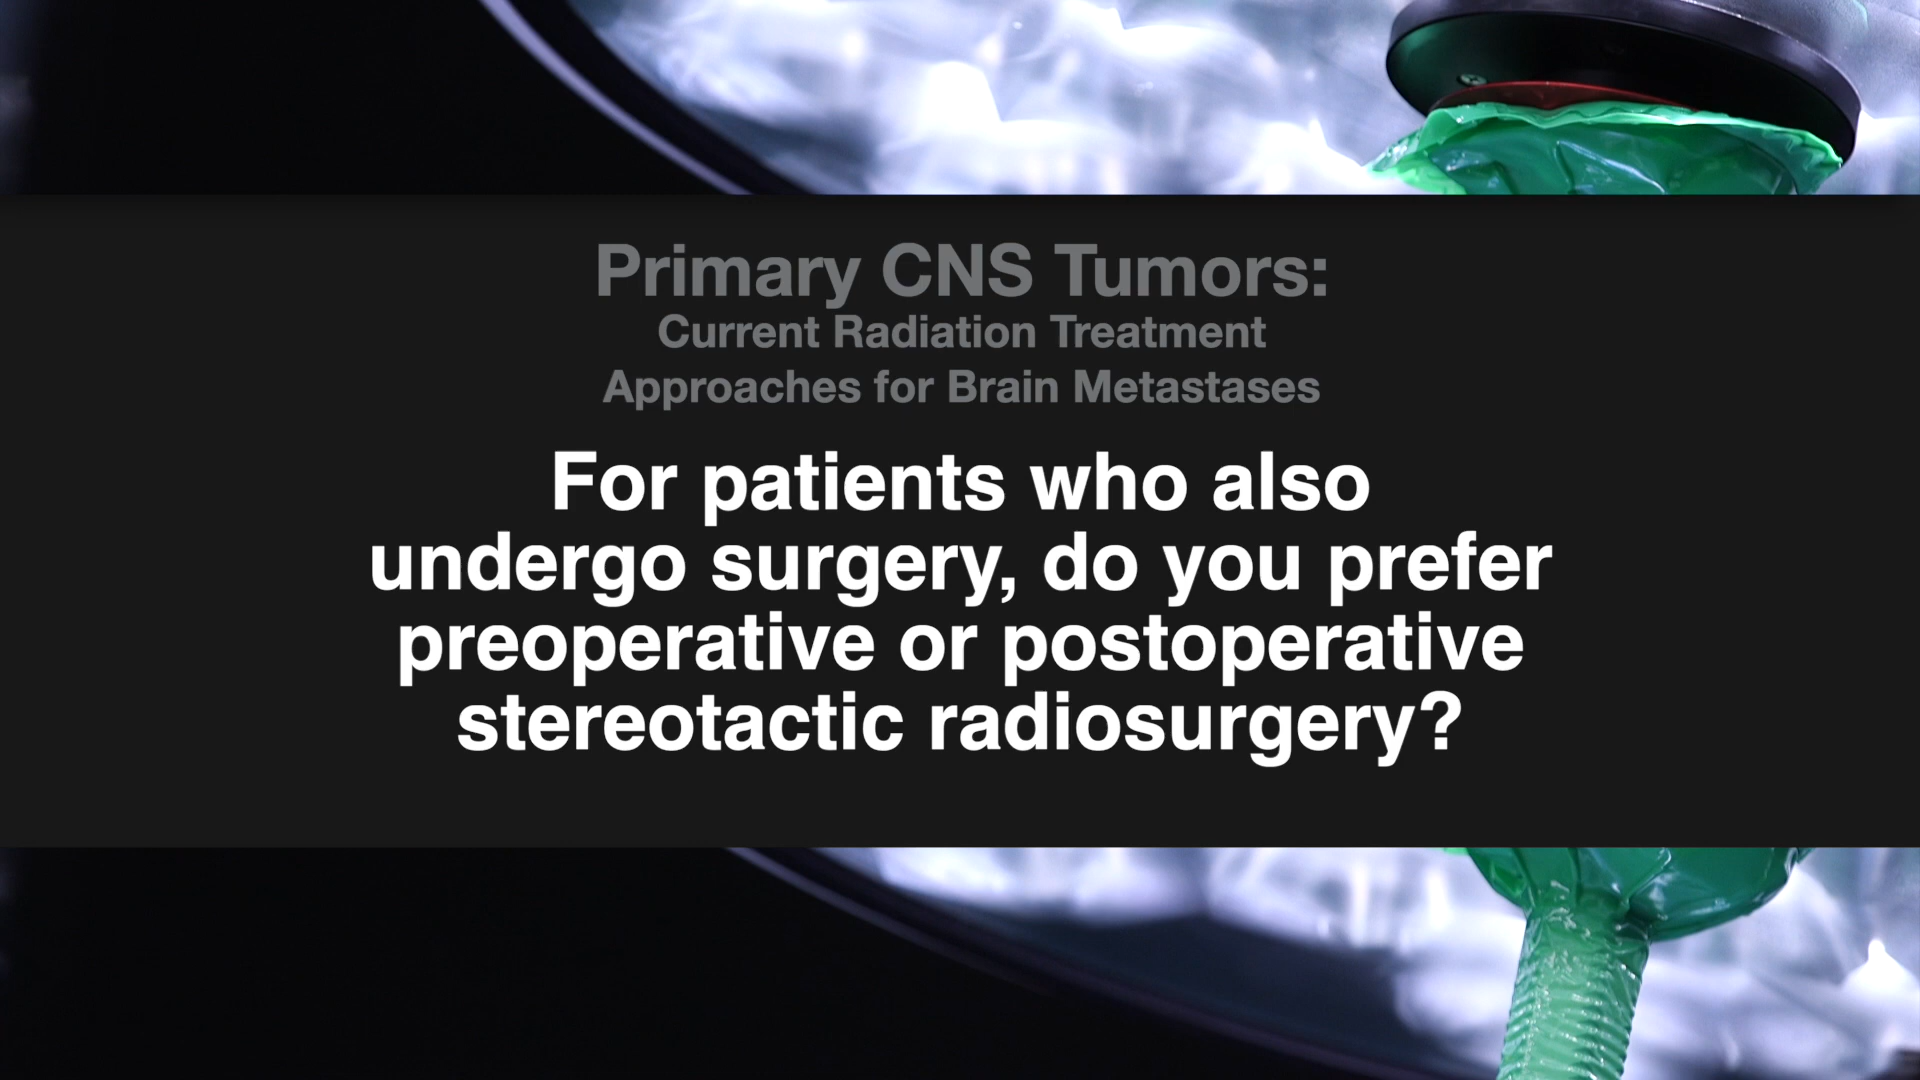 Primary CNS Tumors:
Current Radiation Treatment
Approaches for Brain Metastases
For patients who also
undergo surgery, do you prefer
preoperative or postoperative
stereotactic radiosurgery?